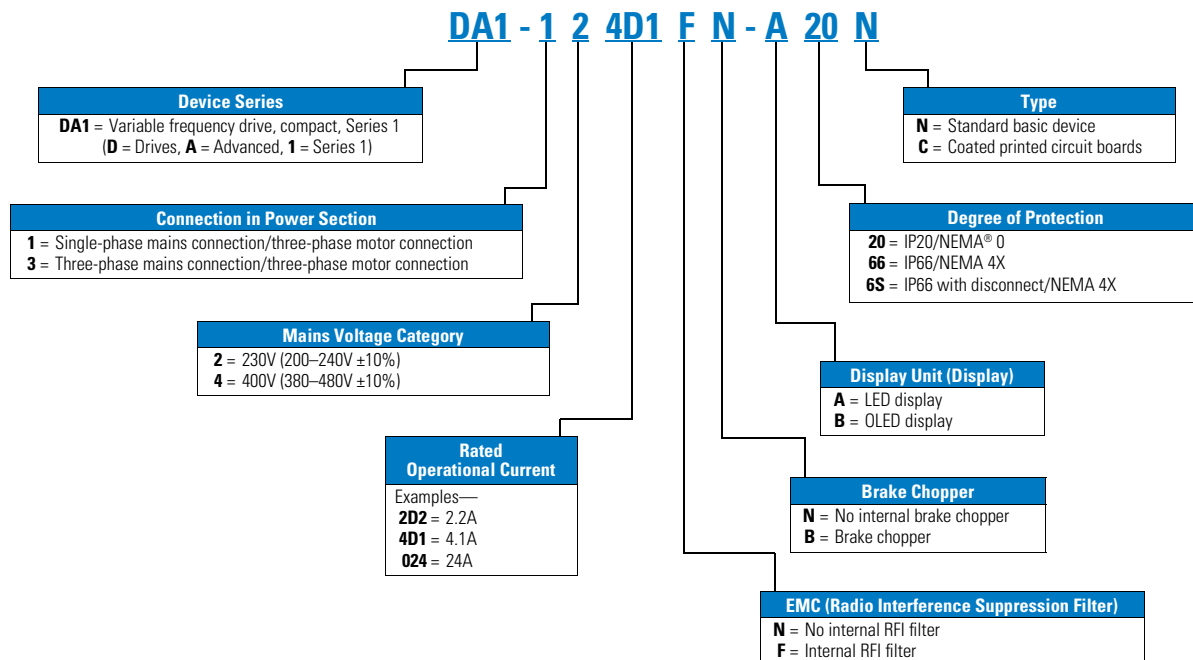 DA1 - 1 2 4D1 F N - A 20 N
Device Series
DA1 = Variable frequency drive, compact, Series 1
(D = Drives, A = Advanced, 1 = Series 1)
Type
N = Standard basic device
C = Coated printed circuit boards
Connection in Power Section
1 = Single-phase mains connection/three-phase motor connection
3 = Three-phase mains connection/three-phase motor connection
Degree of Protection
20 = IP20/NEMA® 0
66 = IP66/NEMA 4X
6S = IP66 with disconnect/NEMA 4X
Mains Voltage Category
2 = 230V (200–240V ±10%)
4 = 400V (380–480V ±10%)
Display Unit (Display)
A = LED display
B = OLED display
Rated
Operational Current
Examples—
2D2 = 2.2A
4D1 = 4.1A
024 = 24A
Brake Chopper
N = No internal brake chopper
B = Brake chopper
EMC (Radio Interference Suppression Filter)
N = No internal RFI filter
F = Internal RFI filter